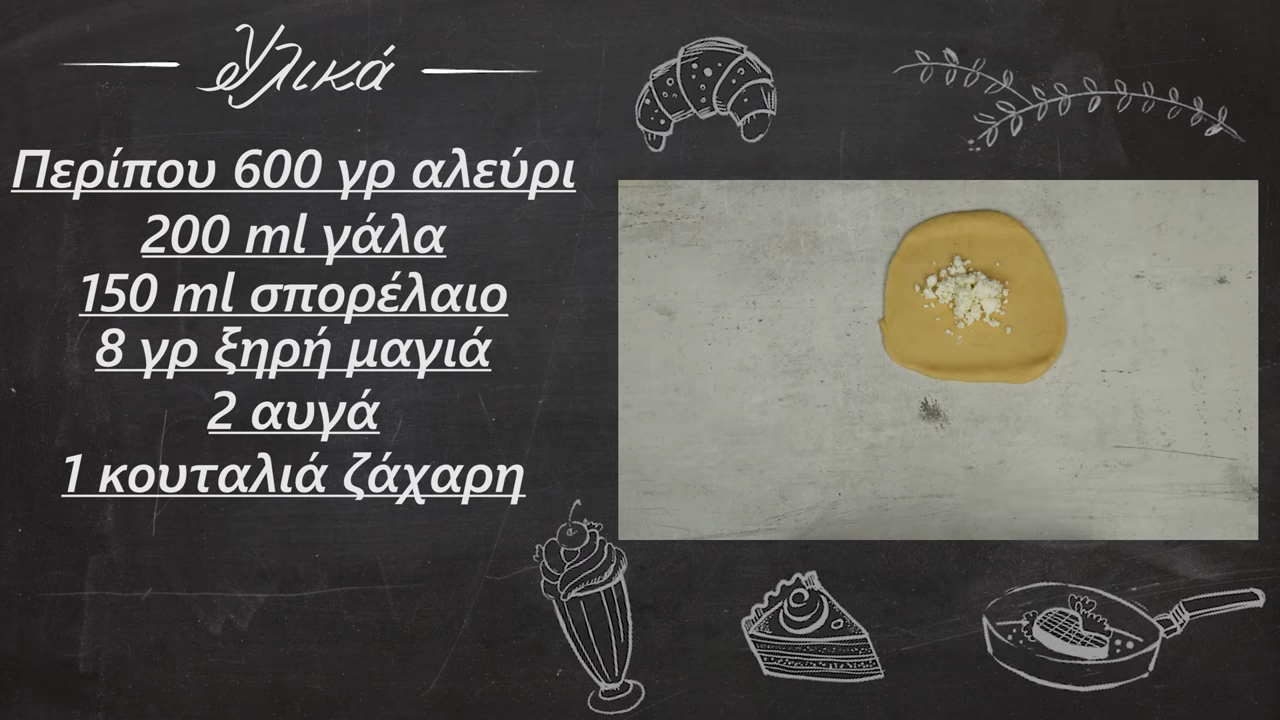 Υλικά
Περίπου 600 γρ αλεύρι
200 ml γάλα
150 ml σπορέλαιο
8 γρ ξηρή μαγιά
2 αυγά
1 κουταλιά ζάχαρη